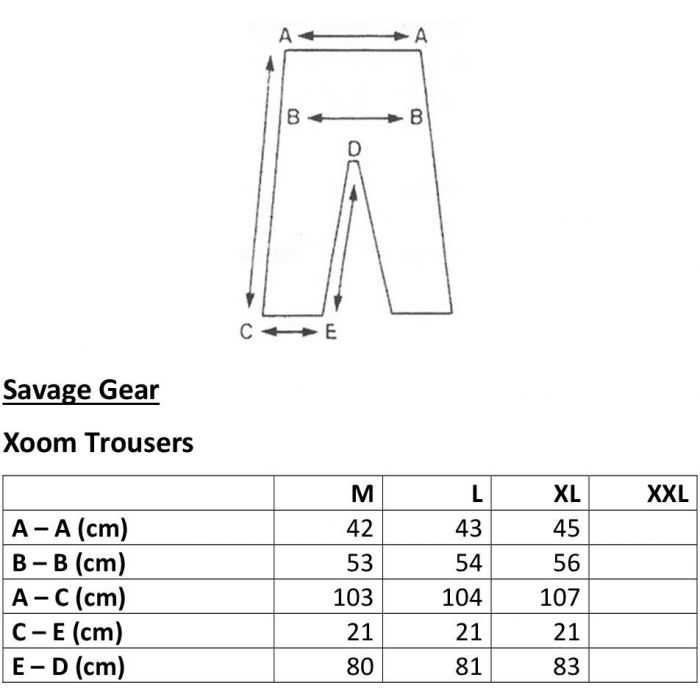 A A
B B
D
C E
Savage Gear
Xoom Trousers
M L XL XXL
A – A (cm) 42 43 45
B – B (cm) 53 54 56
A – C (cm) 103 104 107
C – E (cm) 21 21 21
E – D (cm) 80 81 83